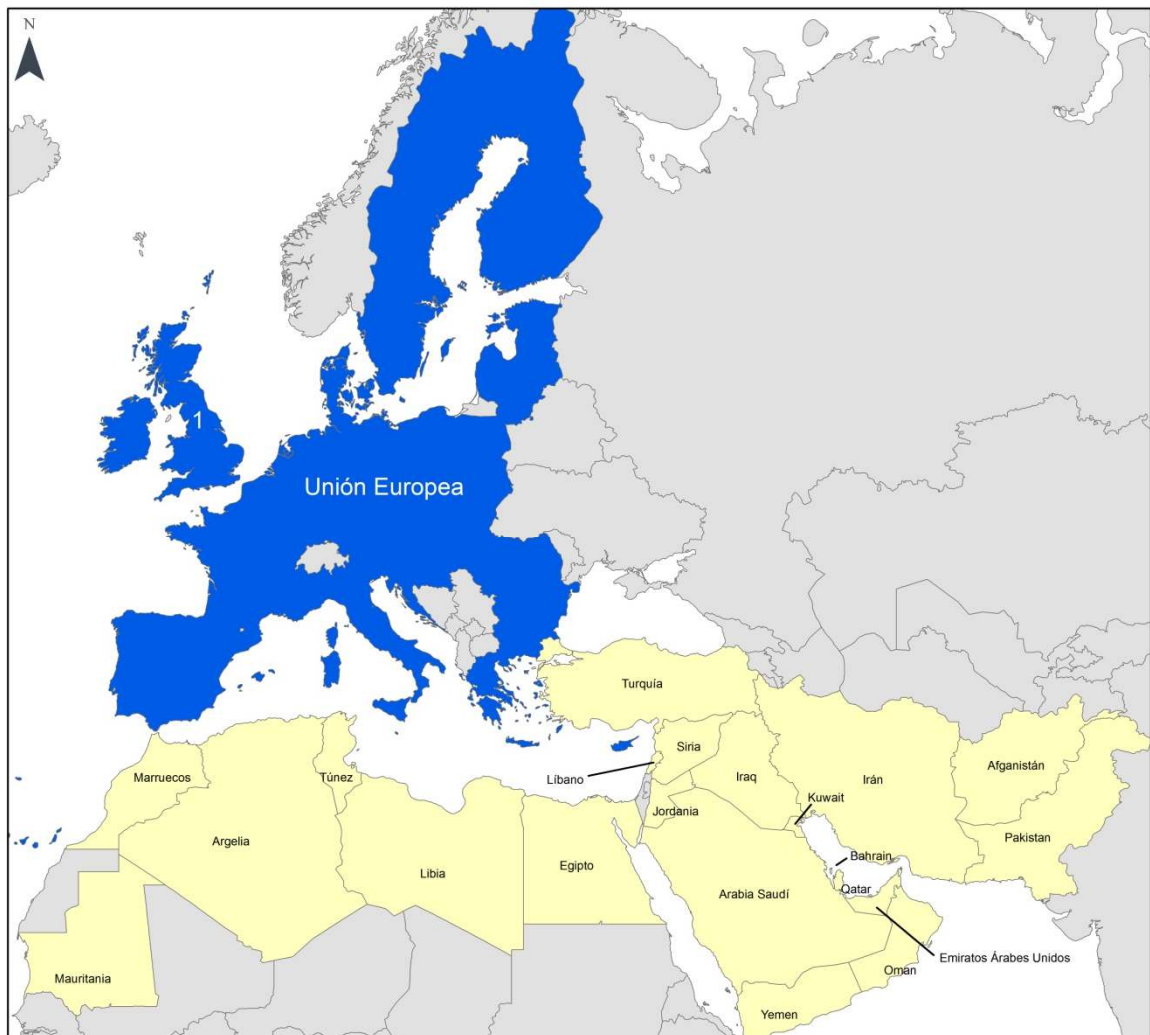 N
1
Unión Europea
Turquía
Siria
Líbano
Iraq
Irán
Afganistán
Marruecos
Túnez
Kuwait
Jordania
Pakistan
Argelia
Bahrain
Libia
Egipto
Arabia Saudí
Qatar
Emiratos Árabes Unidos
Oman
Mauritania
Yemen